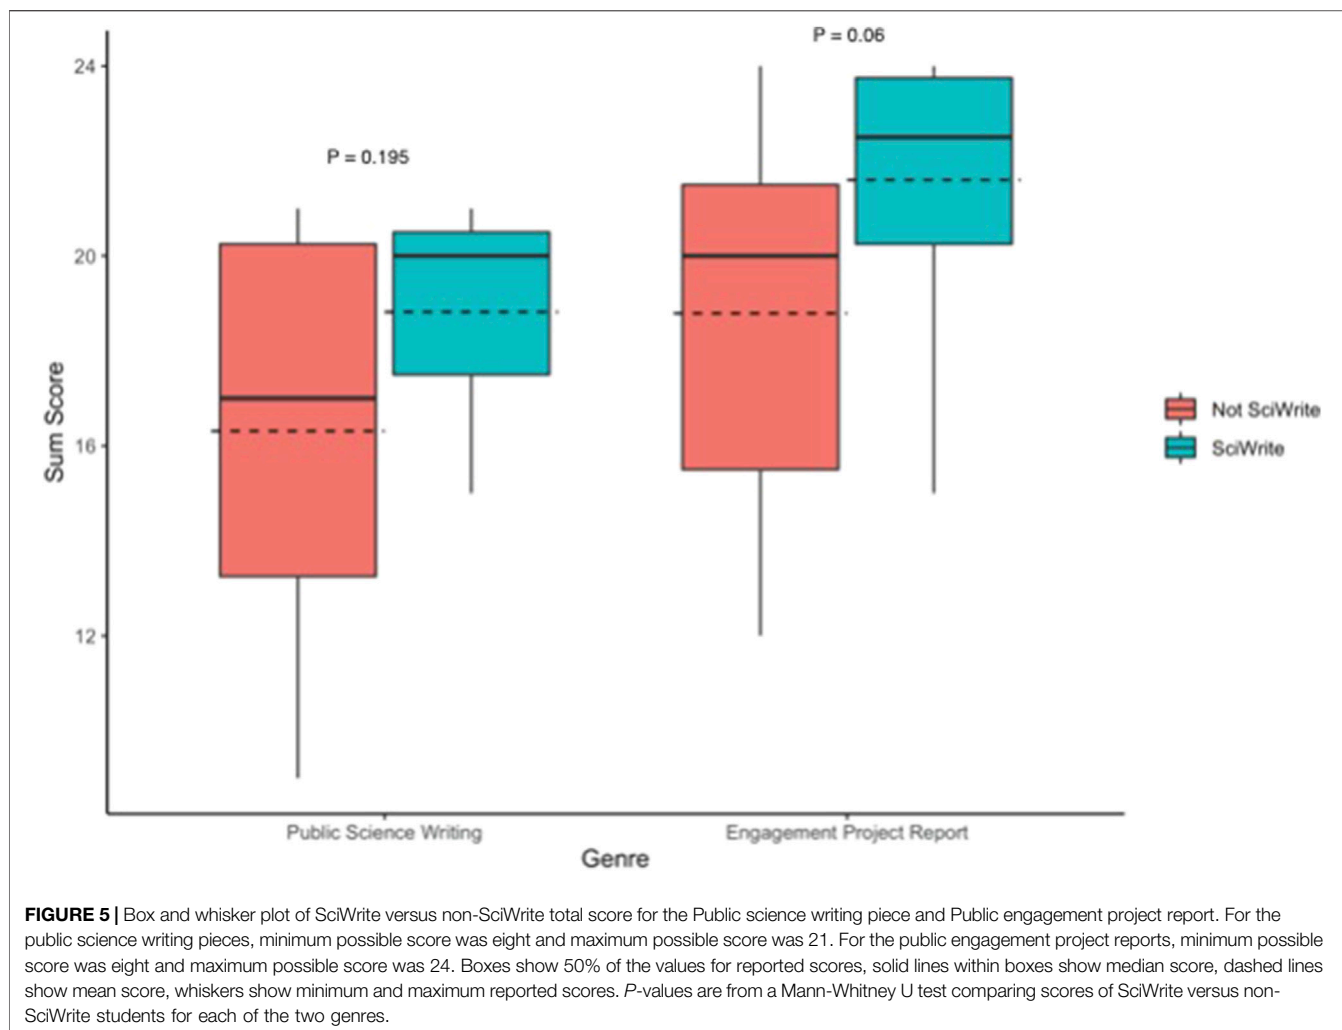 P = 0.06
24
P = 0.195
20
Sum Score
16
Not SciWrite
SciWrite
12
Public Science Writing
Engagement Project Report
Genre
FIGURE 5 | Box and whisker plot of SciWrite versus non-SciWrite total score for the Public science writing piece and Public engagement project report. For the
public science writing pieces, minimum possible score was eight and maximum possible score was 21. For the public engagement project reports, minimum possible
score was eight and maximum possible score was 24. Boxes show 50% of the values for reported scores, solid lines within boxes show median score, dashed lines
show mean score, whiskers show minimum and maximum reported scores. P-values are from a Mann-Whitney U test comparing scores of SciWrite versus non-
SciWrite students for each of the two genres.